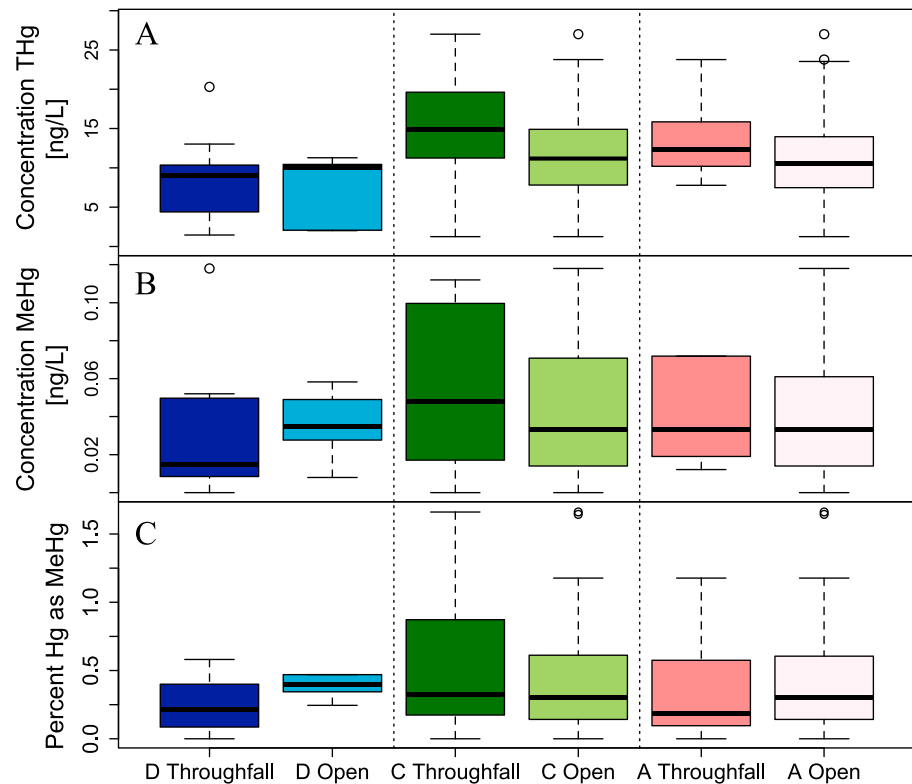 A
Concentration THg
[ng/L]
25
15
5
B
Concentration MeHg
[ng/L]
0.10
0.06
0.02
C
Percent Hg as MeHg
1.5
1.0
0.5
0.0
D Throughfall D Open C Throughfall C Open A Throughfall A Open